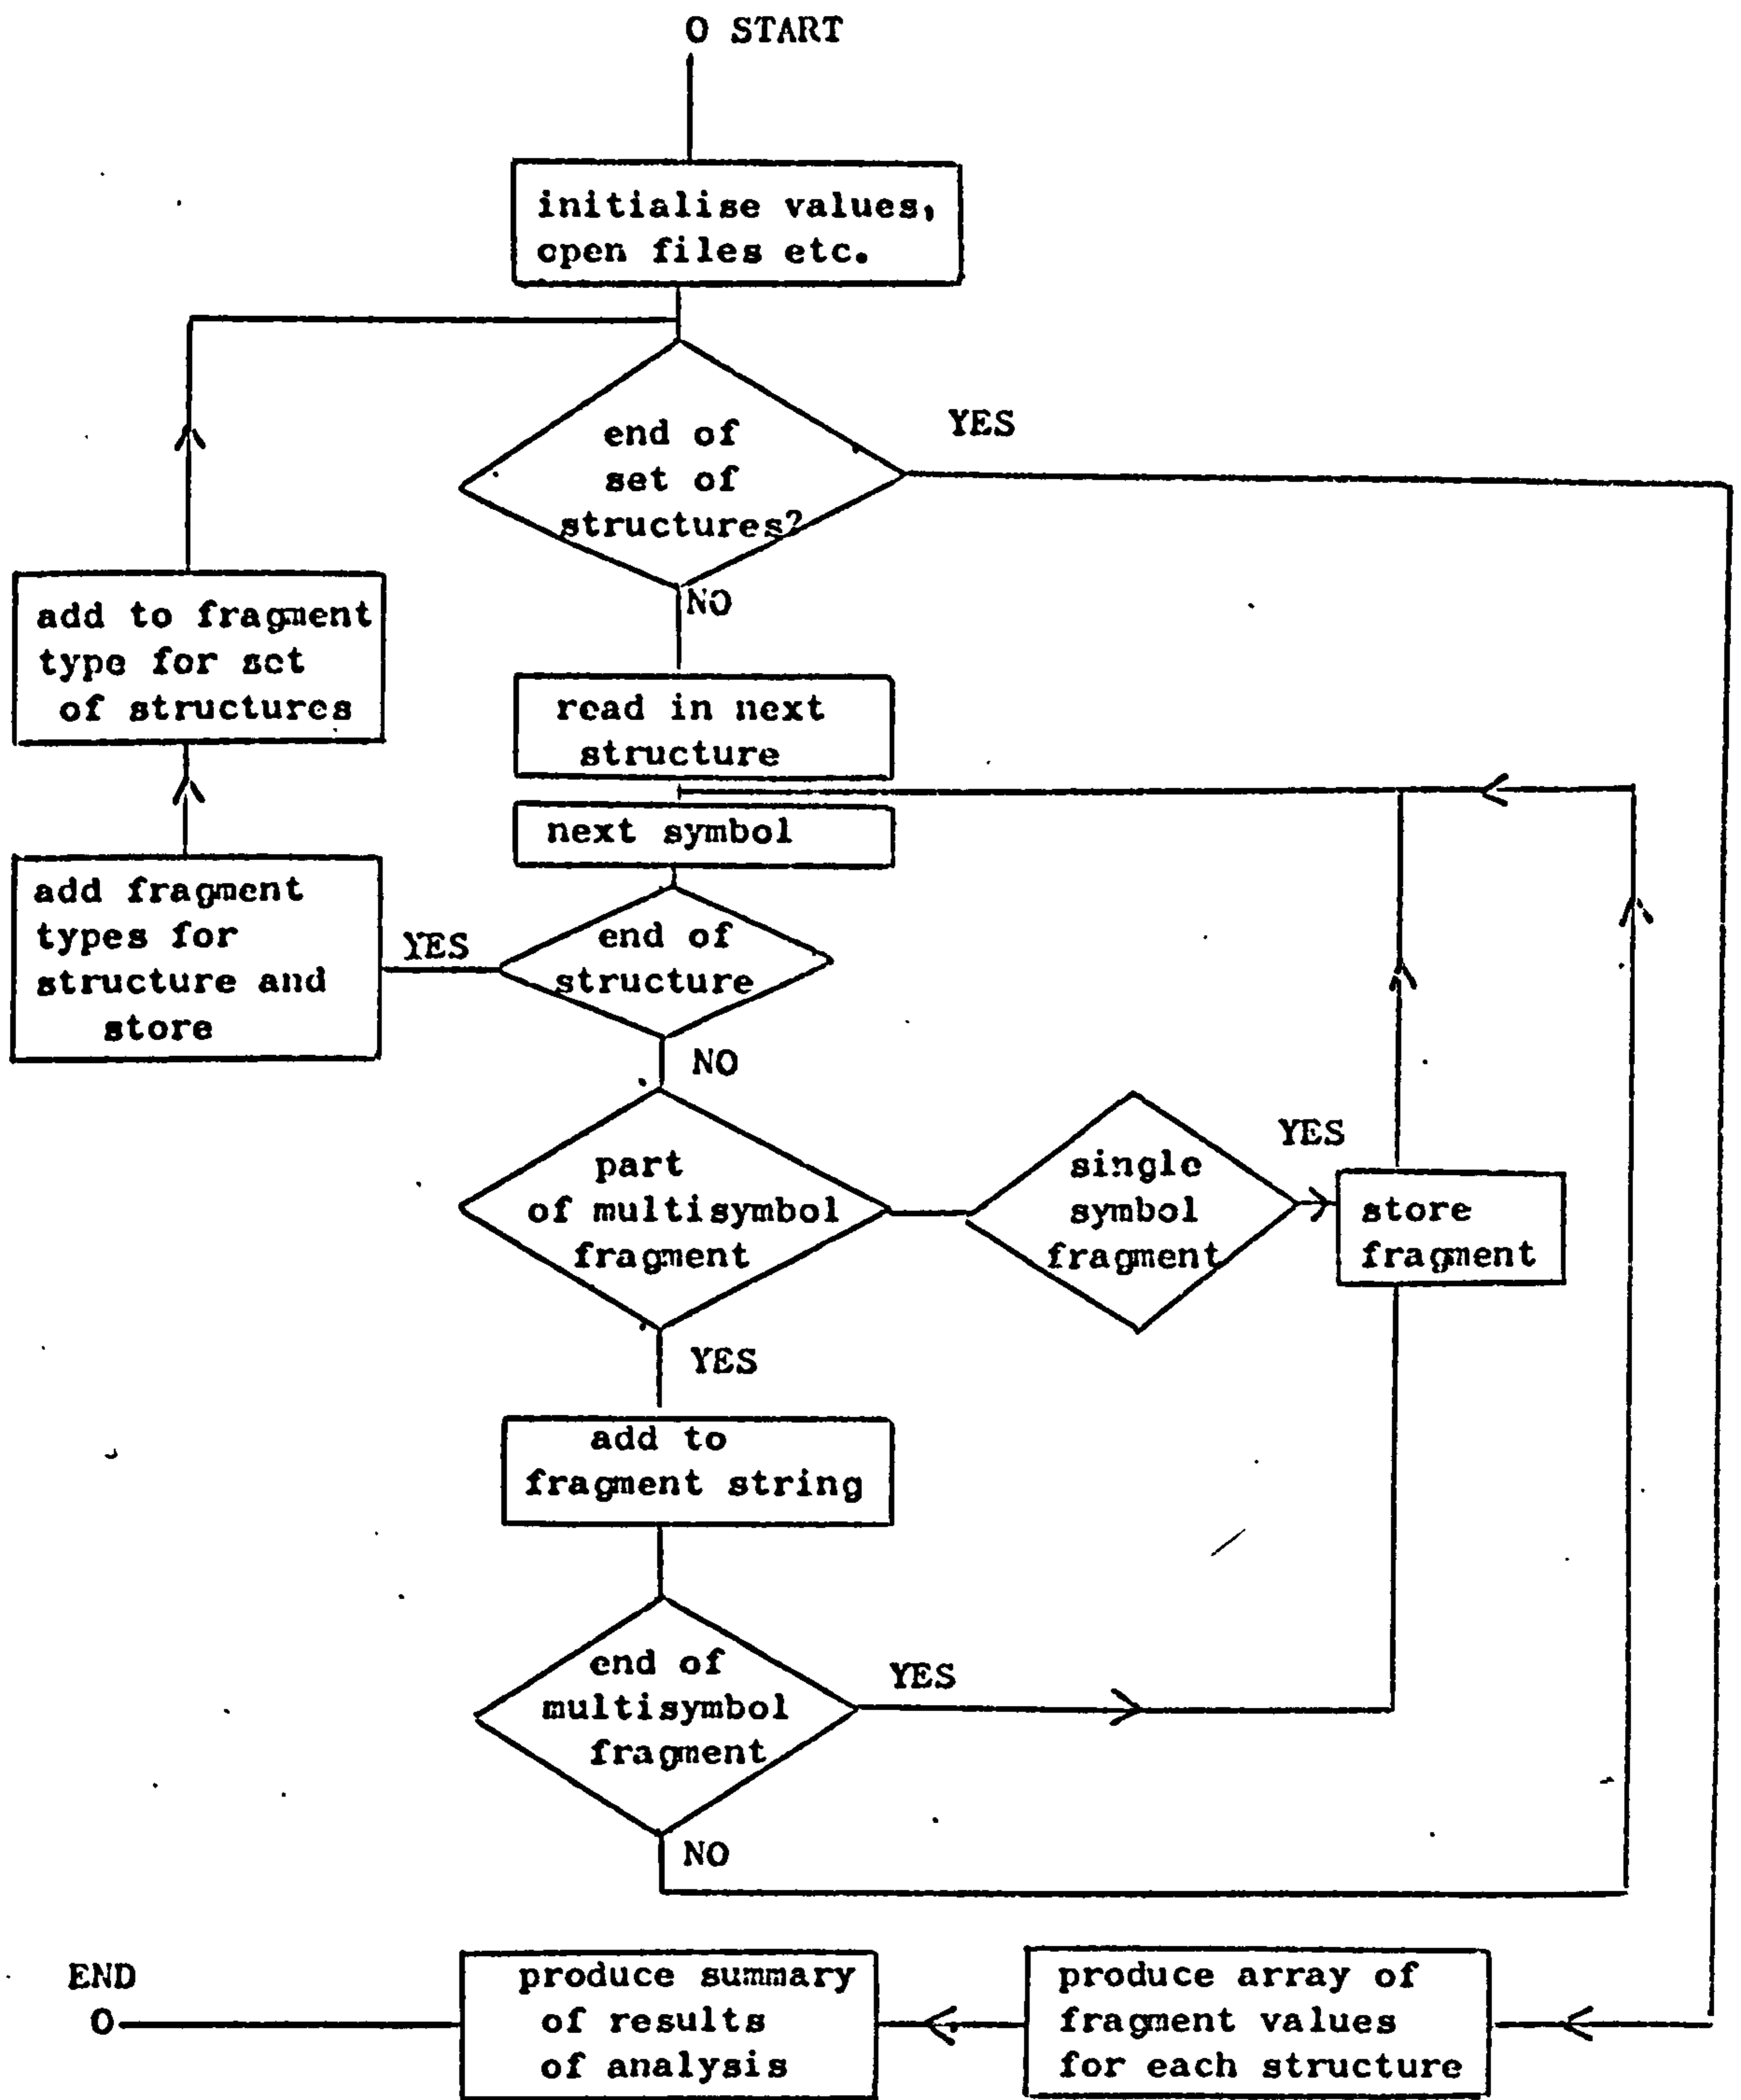 O START
initialise values,
open files etc.
end of
set of
structures?
YES
NO
add to fragment
type for set
of structures
read in next
structure
next symbol
add fragment
types for
structure and
store
YES
end of
structure
NO
part
of multisymbol
fragment
single
symbol
fragment
YES
store
fragment
YES
add to
fragment string
end of
multisymbol
fragment
YES
NO
END
O
produce summary
of results
of analysis
produce array of
fragment values
for each structure